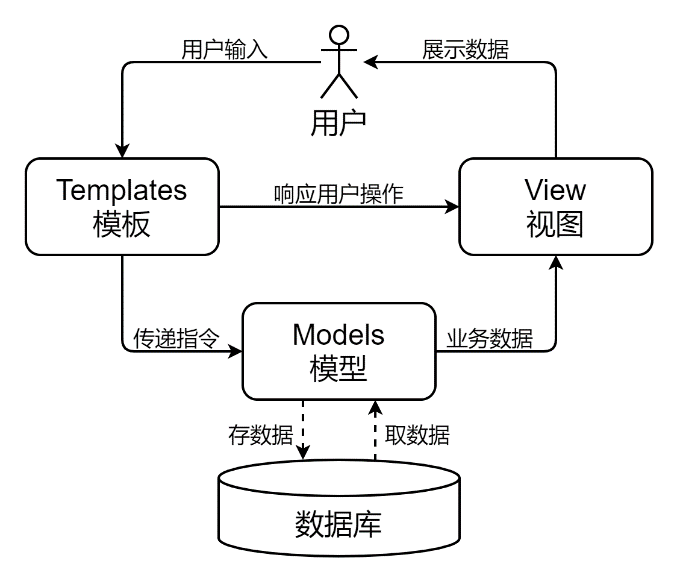 用户输入
展示数据
用户
Templates
模板
响应用户操作
View
视图
传递指令
Models
模型
业务数据
存数据
取数据
数据库